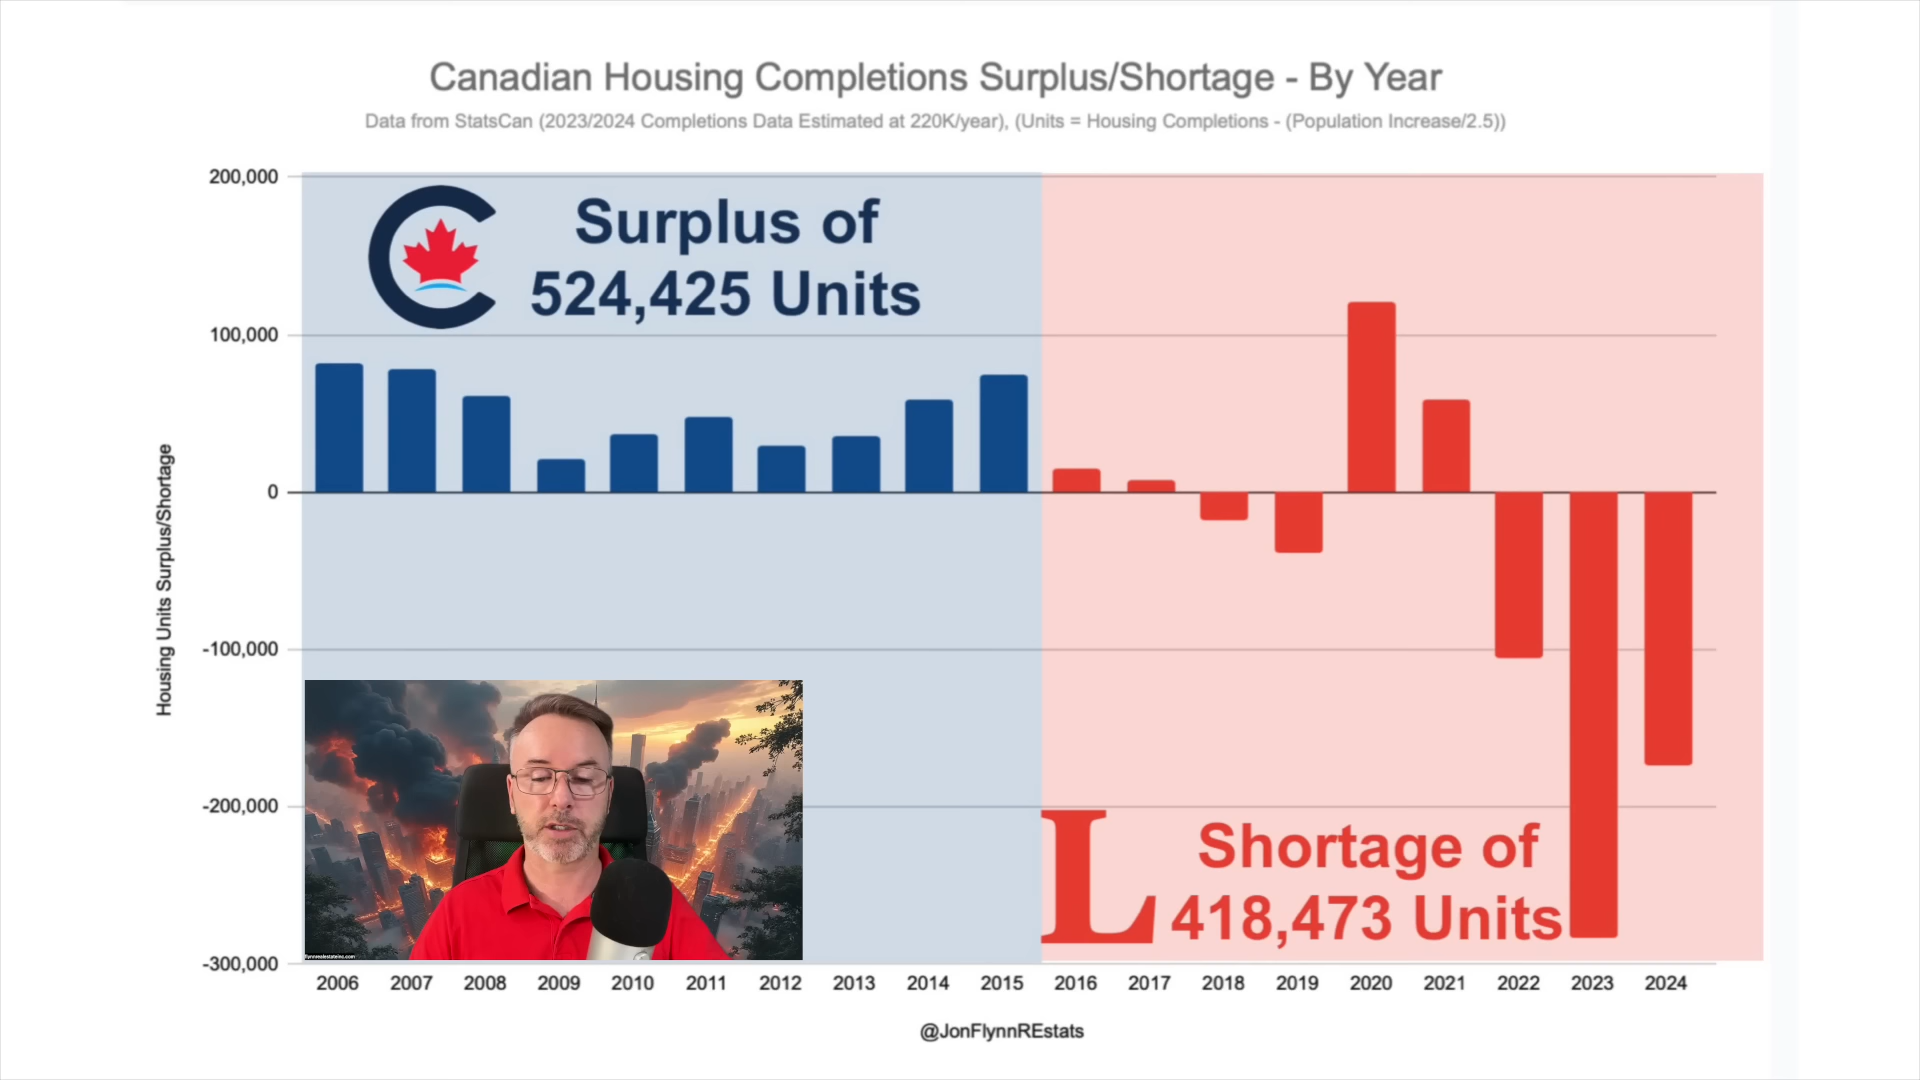 Canadian Housing Completions Surplus/Shortage - By Year
Data from StatsCan (2023/2024 Completions Data Estimated at 220K/year), (Units = Housing Completions - (Population Increase/2.5))
Housing Units Surplus/Shortage
200,000
100,000
0
-100,000
-200,000
-300,000
Surplus of
524,425 Units
L
Shortage of
418,473 Units
2006 2007 2008 2009 2010 2011 2012 2013 2014 2015 2016 2017 2018 2019 2020 2021 2022 2023 2024
@JonFlynnREstats